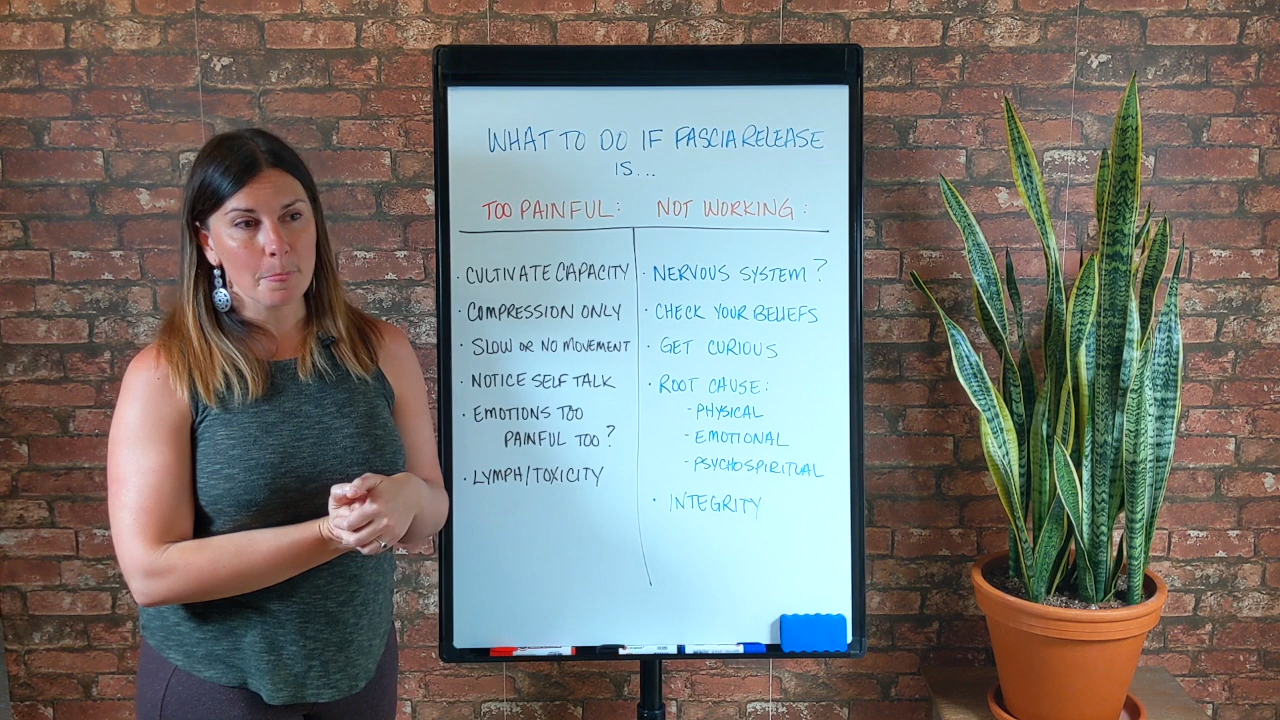 WHAT TO DO IF FASCIA RELEASE
IS...
TOO PAINFUL:
· CULTIVATE CAPACITY
· COMPRESSION ONLY
· SLOW OR NO MOVEMENT
· NOTICE SELF TALK
· EMOTIONS TOO
PAINFUL TOO?
· LYMPH/TOXICITY
NOT WORKING:
· NERVOUS SYSTEM?
· CHECK YOUR BELIEFS
· GET CURIOUS
· ROOT CAUSE:
- PHYSICAL
- EMOTIONAL
- PSYCHOSPIRITUAL
· INTEGRITY